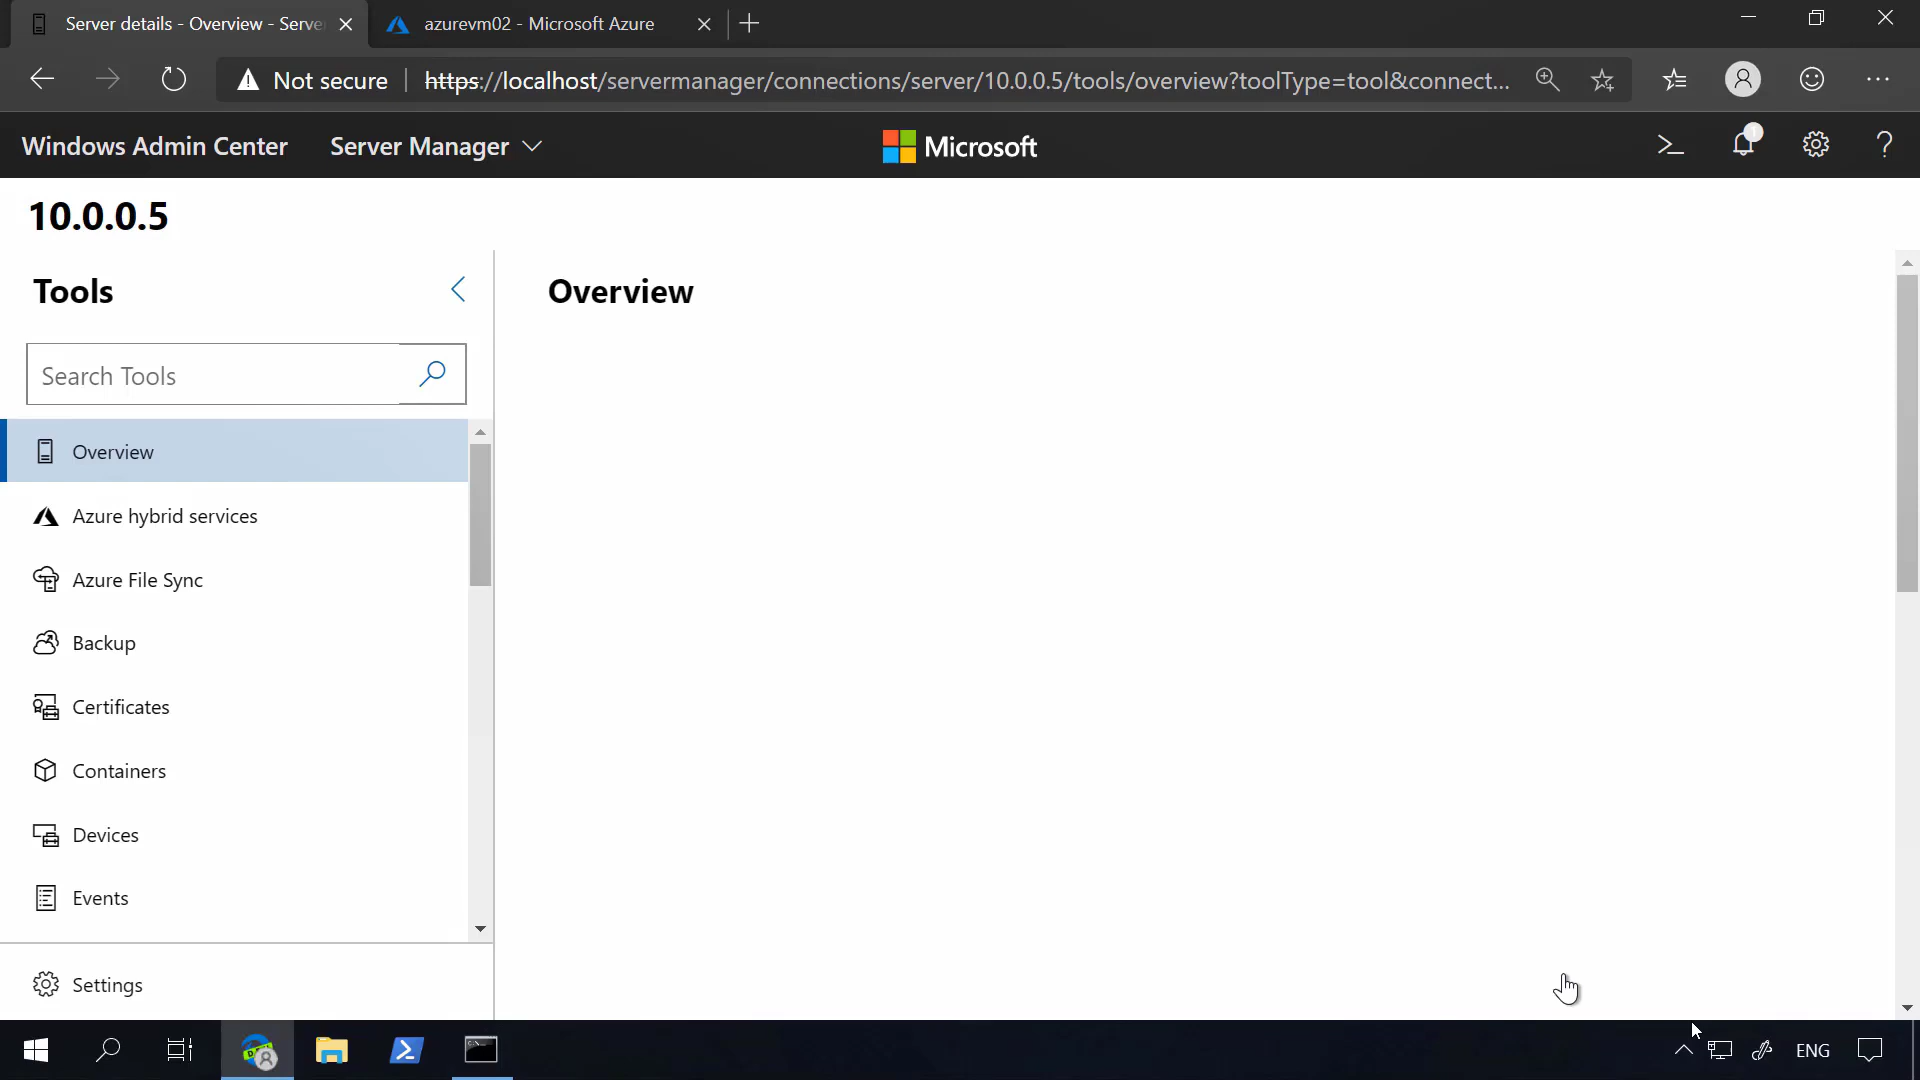 Server details - Overview - Serve
azurevm02 - Microsoft Azure
Not secure
https://localhost/servermanager/connections/server/10.0.0.5/tools/overview?toolType=tool&connect...
Windows Admin Center
Server Manager
Microsoft
1
10.0.0.5
Tools
Overview
Search Tools
Overview
Azure hybrid services
Azure File Sync
Backup
Certificates
Containers
Devices
Events
Settings
ENG